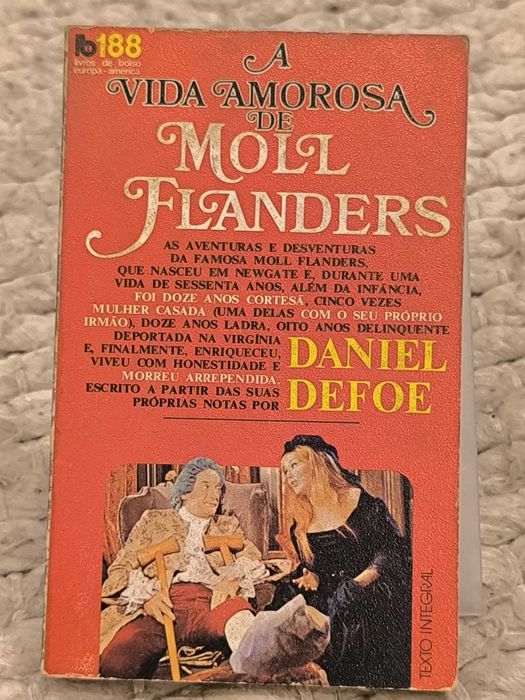 lb188
livros de bolso
europa-américa
A
VIDA AMOROSA
DE
MOLL
FLANDERS
AS AVENTURAS E DESVENTURAS
DA FAMOSA MOLL FLANDERS,
QUE NASCEU EM NEWGATE E, DURANTE UMA
VIDA DE SESSENTA ANOS, ALÉM DA INFÂNCIA,
FOI DOZE ANOS CORTESÃ, CINCO VEZES
MULHER CASADA (UMA DELAS COM O SEU PRÓPRIO
IRMÃO), DOZE ANOS LADRA, OITO ANOS DELINQUENTE
DEPORTADA NA VIRGÍNIA
E, FINALMENTE, ENRIQUECEU,
VIVEU COM HONESTIDADE E
MORREU ARREPENDIDA,
ESCRITO A PARTIR DAS SUAS
PRÓPRIAS NOTAS POR
DANIEL
DEFOE
TEXTO INTEGRAL